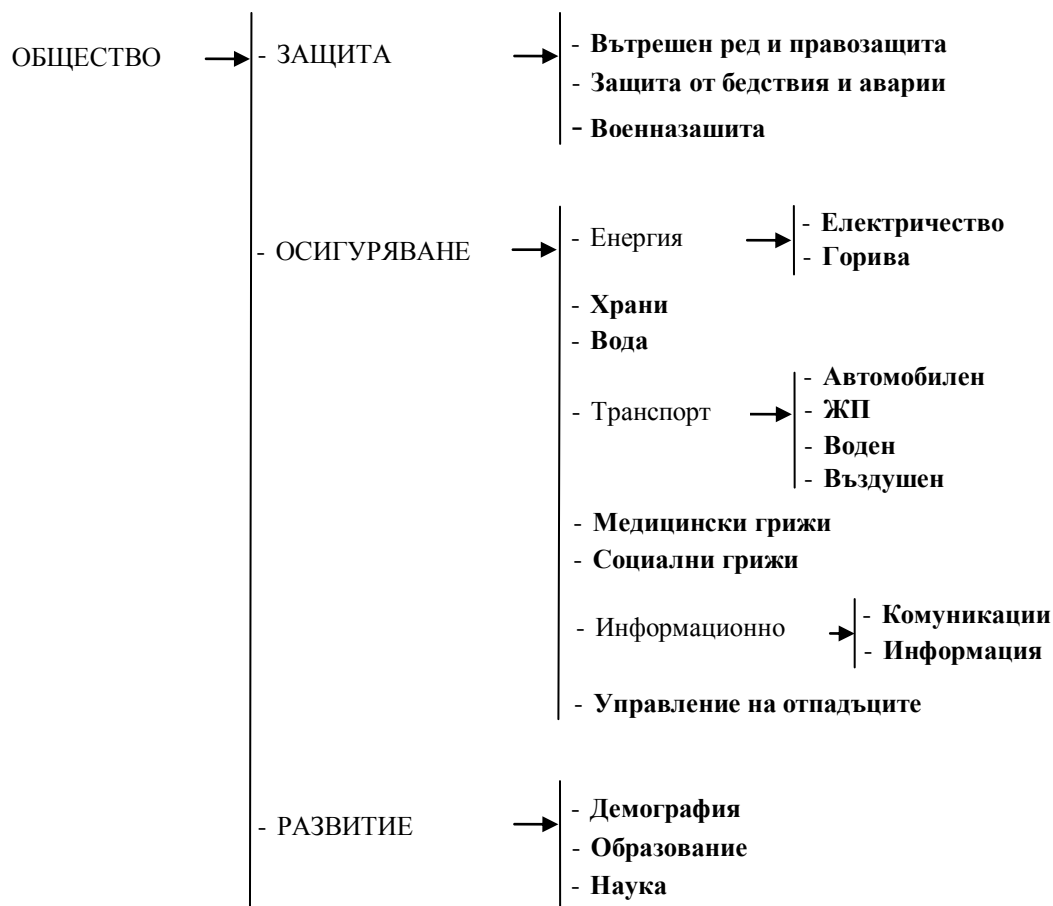 ОБЩЕСТВО
- ЗАЩИТА
- Вътрешен ред и правозащита
- Защита от бедствия и аварии
- Военназашита
- ОСИГУРЯВАНЕ
- Енергия
- Електричество
- Горива
- Храни
- Вода
- Транспорт
- Автомобилен
- ЖП
- Воден
- Въздушен
- Медицински грижи
- Социални грижи
- Информационно
- Комуникации
- Информация
- Управление на отпадъците
- РАЗВИТИЕ
- Демография
- Образование
- Наука